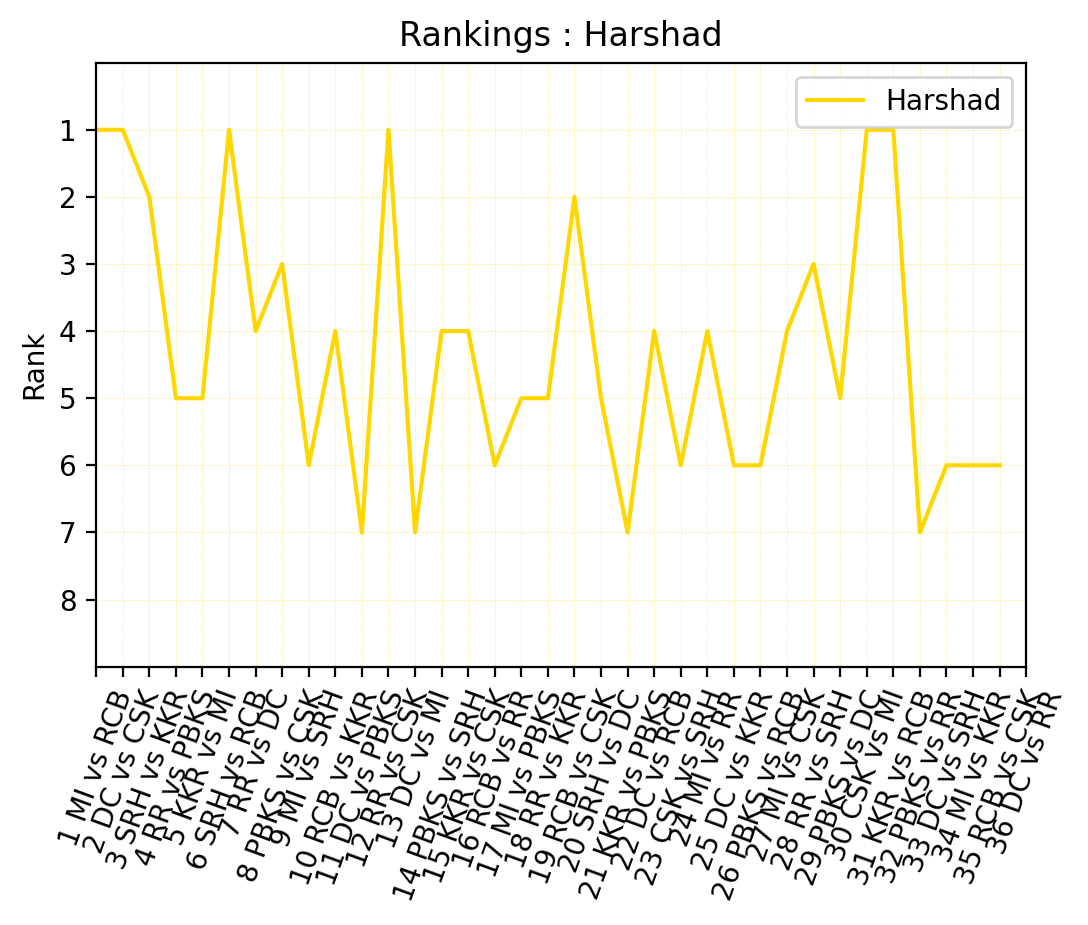 Rankings : Harshad
Harshad
Rank
1
2
3
4
5
6
7
8
1 MI vs RCB
2 DC vs CSK
3 SRH vs KKR
4 RR vs PBKS
5 KKR vs MI
6 SRH vs RCB
7 RR vs DC
8 PBKS vs CSK
9 MI vs SRH
10 RCB vs KKR
11 DC vs PBKS
12 RR vs CSK
13 DC vs MI
14 PBKS vs SRH
15 KKR vs CSK
16 RCB vs RR
17 MI vs PBKS
18 RR vs KKR
19 RCB vs CSK
20 SRH vs DC
21 KKR vs PBKS
22 DC vs RCB
23 CSK vs SRH
24 MI vs RR
25 DC vs KKR
26 PBKS vs RCB
27 MI vs CSK
28 RR vs SRH
29 PBKS vs DC
30 CSK vs MI
31 KKR vs RCB
32 PBKS vs RR
33 DC vs SRH
34 MI vs KKR
35 RCB vs CSK
36 DC vs RR